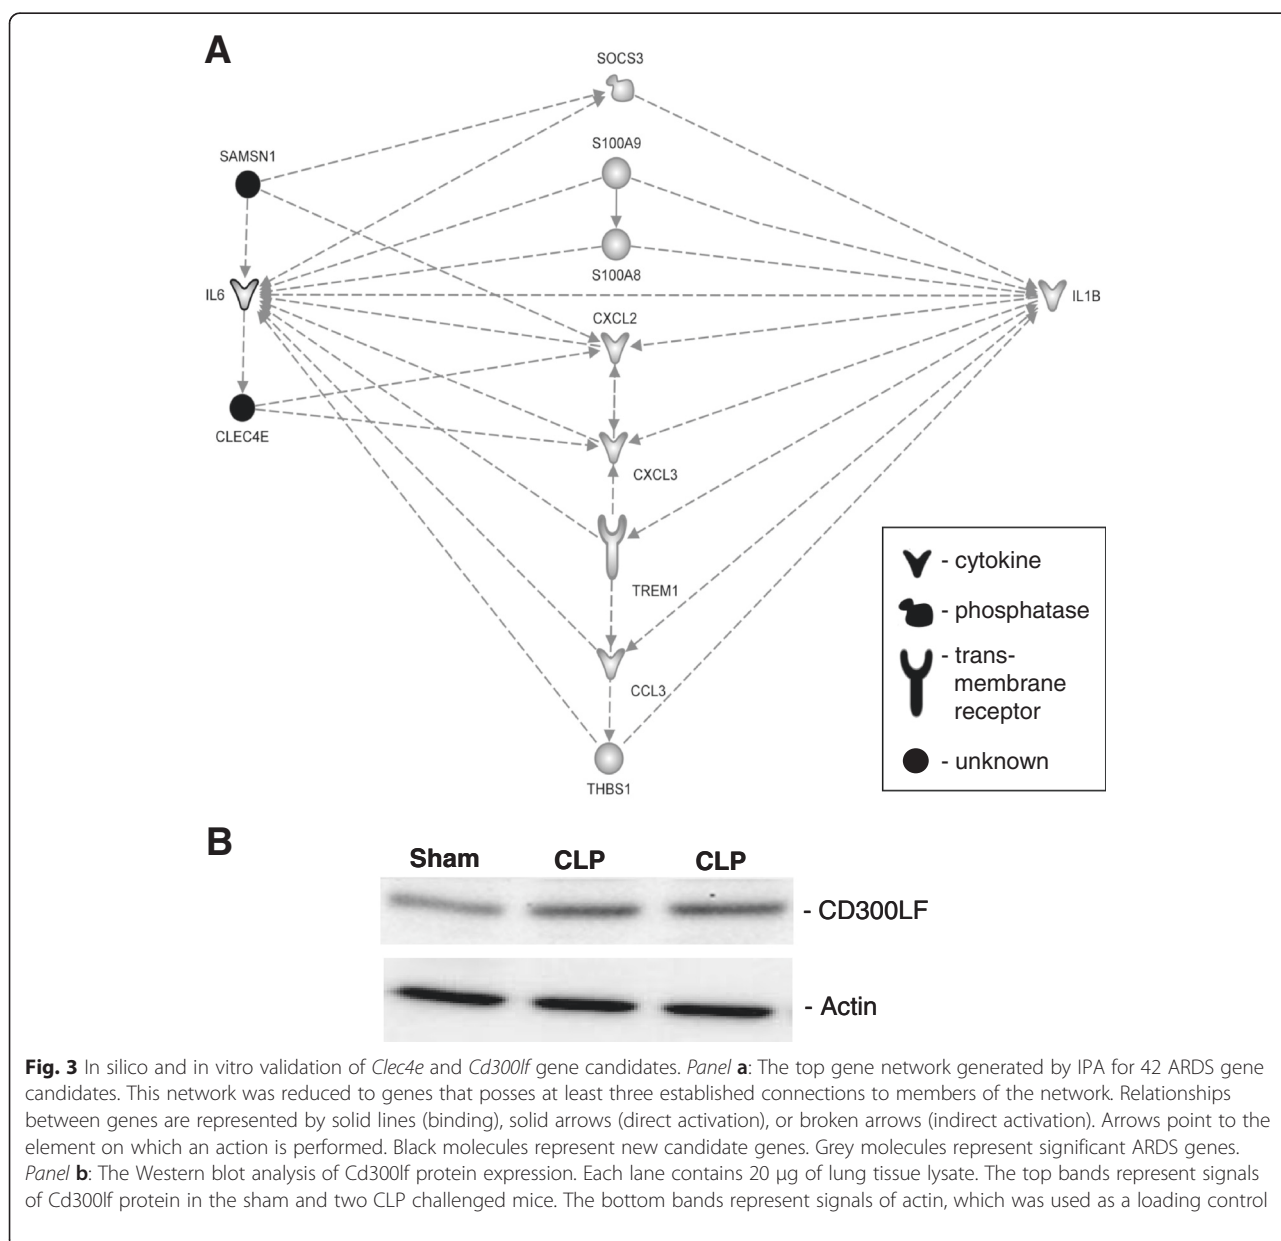 A
SOCS3
S100A9
SAMSN1
S100A8
IL6
IL1B
CXCL2
CLEC4E
CXCL3
TREM1
CCL3
THBS1
- cytokine
- phosphatase
- trans-
membrane
receptor
- unknown
B
Sham CLP CLP
- CD300LF
- Actin
Fig. 3 In silico and in vitro validation of Clec4e and Cd300lf gene candidates. Panel a: The top gene network generated by IPA for 42 ARDS gene
candidates. This network was reduced to genes that posses at least three established connections to members of the network. Relationships
between genes are represented by solid lines (binding), solid arrows (direct activation), or broken arrows (indirect activation). Arrows point to the
element on which an action is performed. Black molecules represent new candidate genes. Grey molecules represent significant ARDS genes.
Panel b: The Western blot analysis of Cd300lf protein expression. Each lane contains 20 μg of lung tissue lysate. The top bands represent signals
of Cd300lf protein in the sham and two CLP challenged mice. The bottom bands represent signals of actin, which was used as a loading control